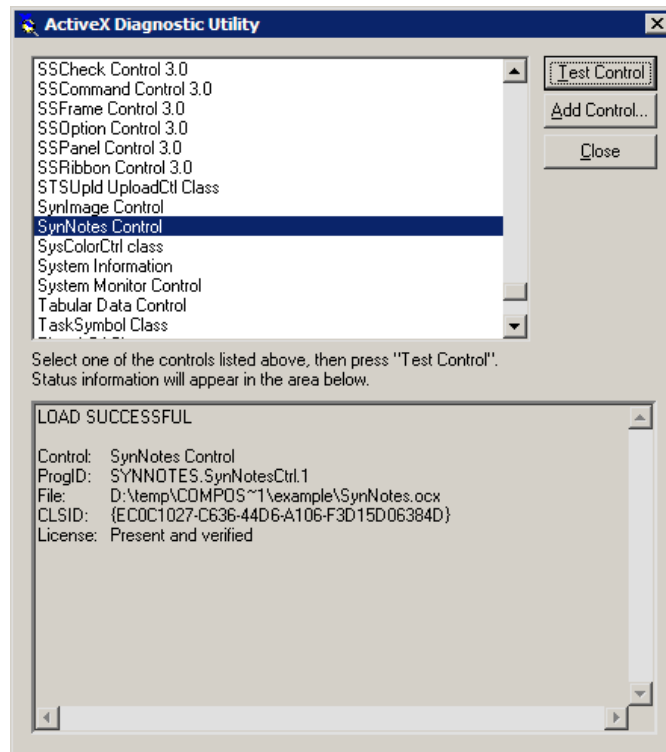 ActiveX Diagnostic Utility
SSCheck Control 3.0
SSCommand Control 3.0
SSFrame Control 3.0
SSOption Control 3.0
SSPanel Control 3.0
SSRibbon Control 3.0
STSUpld UploadCtl Class
SynImage Control
SynNotes Control
SysColorCtrl class
System Information
System Monitor Control
Tabular Data Control
TaskSymbol Class
Test Control
Add Control...
Close
Select one of the controls listed above, then press "Test Control".
Status information will appear in the area below.
LOAD SUCCESSFUL
Control: SynNotes Control
ProgID: SYNNOTES.SynNotesCtrl.1
File: D:\temp\COMPOS~1\example\SynNotes.ocx
CLSID: {EC0C1027-C636-44D6-A106-F3D15D06384D}
License: Present and verified